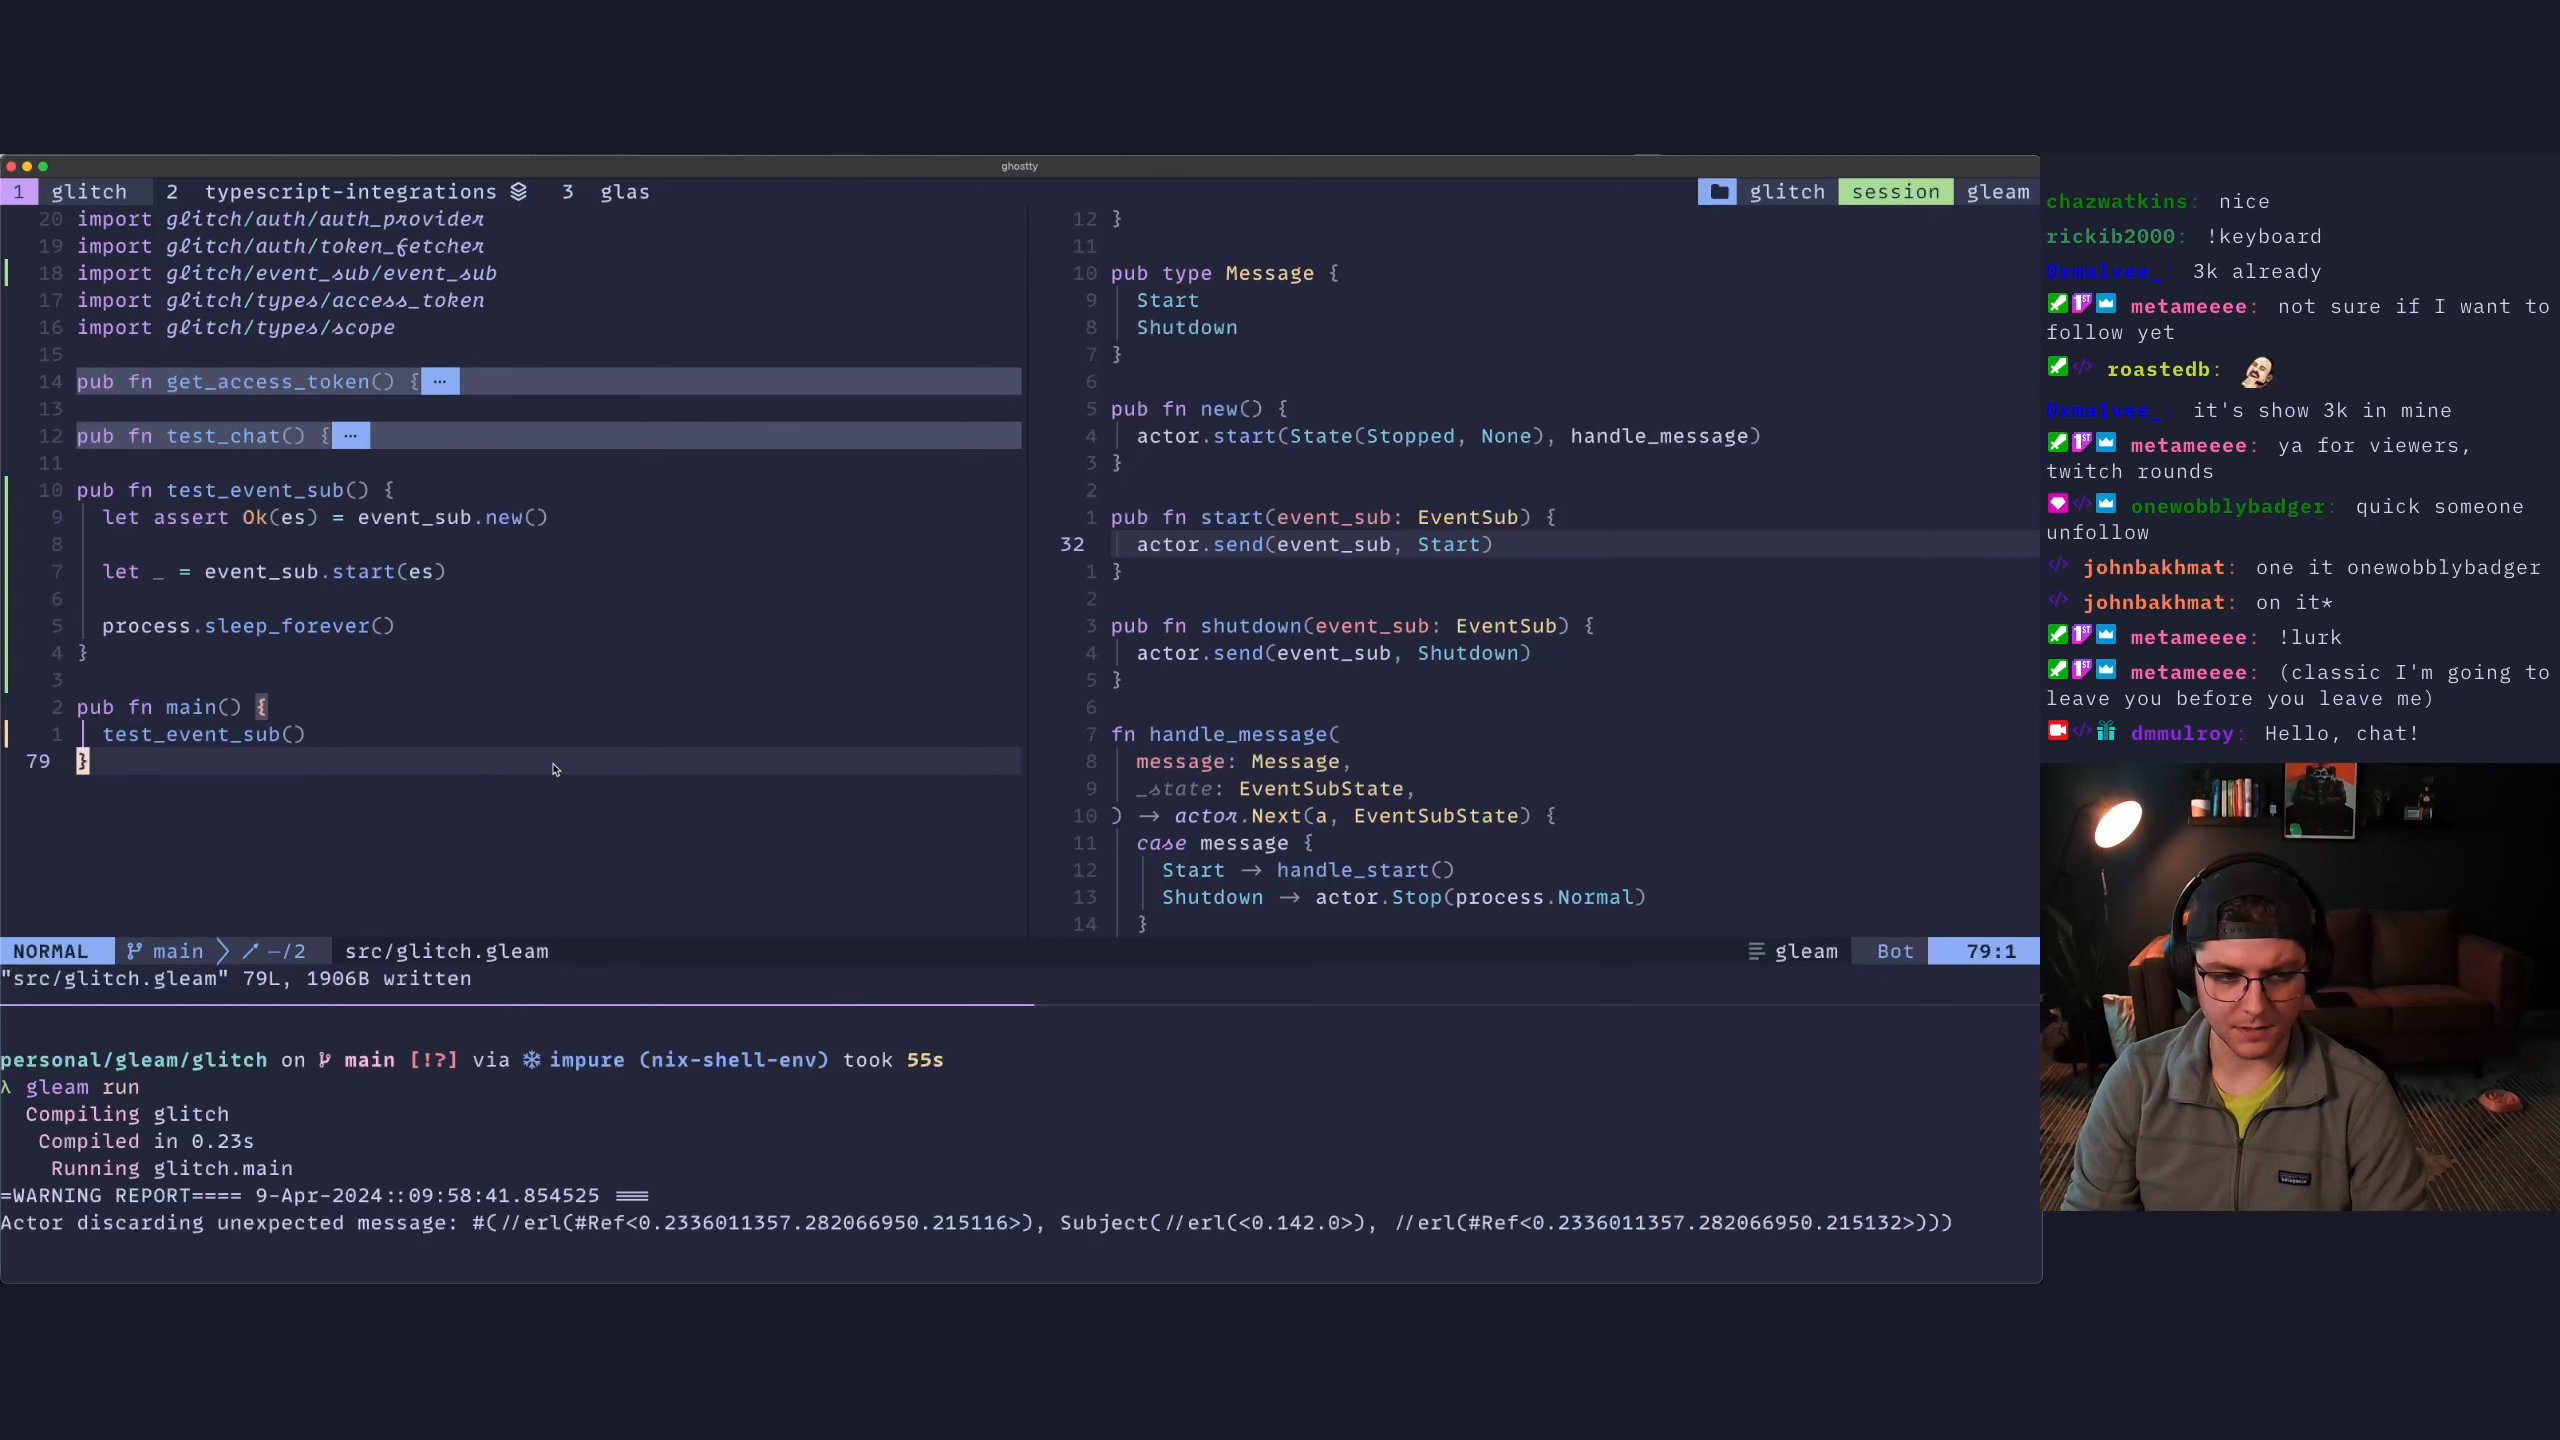 ghostty
1 glitch 2 typescript-integrations 3 glas
glitch session gleam
20 import glitch/auth/auth_provider
19 import glitch/auth/token_fetcher
18 import glitch/event_sub/event_sub
17 import glitch/types/access_token
16 import glitch/types/scope
15
14 pub fn get_access_token() { ...
13
12 pub fn test_chat() { ...
11
10 pub fn test_event_sub() {
9 let assert Ok(es) = event_sub.new()
8
7 let _ = event_sub.start(es)
6
5 process.sleep_forever()
4 }
3
2 pub fn main() {
1 test_event_sub()
79 }
12 }
11
10 pub type Message {
9 Start
8 Shutdown
7 }
6
5 pub fn new() {
4 actor.start(State(Stopped, None), handle_message)
3 }
2
1 pub fn start(event_sub: EventSub) {
32 actor.send(event_sub, Start)
1 }
2
3 pub fn shutdown(event_sub: EventSub) {
4 actor.send(event_sub, Shutdown)
5 }
6
7 fn handle_message(
8 message: Message,
9 _state: EventSubState,
10 ) -> actor.Next(a, EventSubState) {
11 case message {
12 Start -> handle_start()
13 Shutdown -> actor.Stop(process.Normal)
14 }
NORMAL main -/2 src/glitch.gleam gleam Bot 79:1
"src/glitch.gleam" 79L, 1906B written
personal/gleam/glitch on main [!?] via ❄ impure (nix-shell-env) took 55s
λ gleam run
Compiling glitch
Compiled in 0.23s
Running glitch.main
=WARNING REPORT==== 9-Apr-2024::09:58:41.854525 ===
Actor discarding unexpected message: #(//erl(#Ref<0.2336011357.282066950.215116>), Subject(//erl(<0.142.0>), //erl(#Ref<0.2336011357.282066950.215132>)))
chazwatkins: nice
rickib2000: !keyboard
0xmalvee_: 3k already
metameeee: not sure if I want to
follow yet
roastedb:
0xmalvee_: it's show 3k in mine
metameeee: ya for viewers,
twitch rounds
onewobblybadger: quick someone
unfollow
johnbakhmat: one it onewobblybadger
johnbakhmat: on it*
metameeee: !lurk
metameeee: (classic I'm going to
leave you before you leave me)
dmmulroy: Hello, chat!